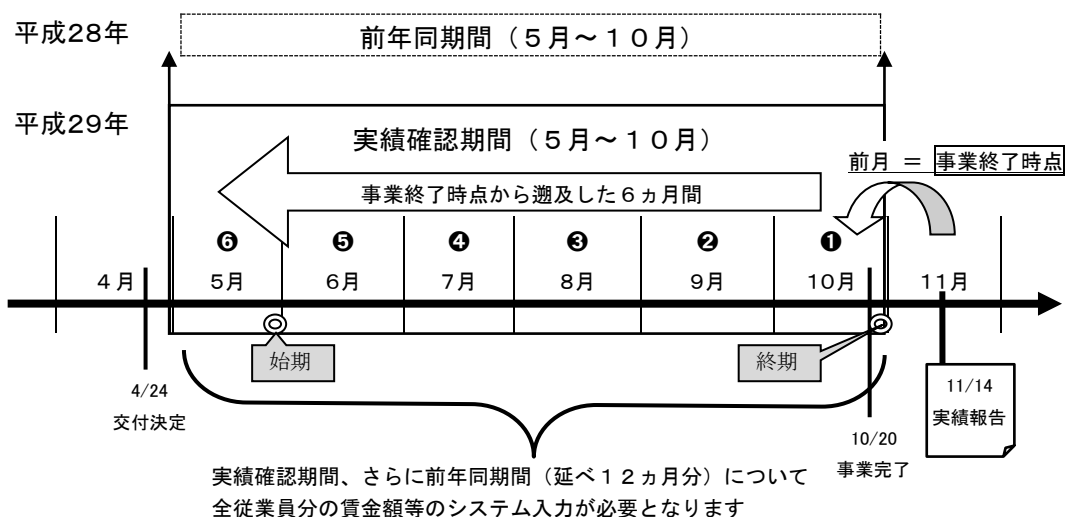 平成28年
前年同期間（５月～１０月）
平成29年
実績確認期間（５月～１０月）
前月 ＝ 事業終了時点
事業終了時点から遡及した６ヵ月間
❻ ❺ ❹ ❸ ❷ ❶
４月 5月 6月 7月 8月 9月 10月 11月
始期 終期
4/24
交付決定
11/14
実績報告
10/20
事業完了
実績確認期間、さらに前年同期間（延べ１２ヵ月分）について
全従業員分の賃金額等のシステム入力が必要となります